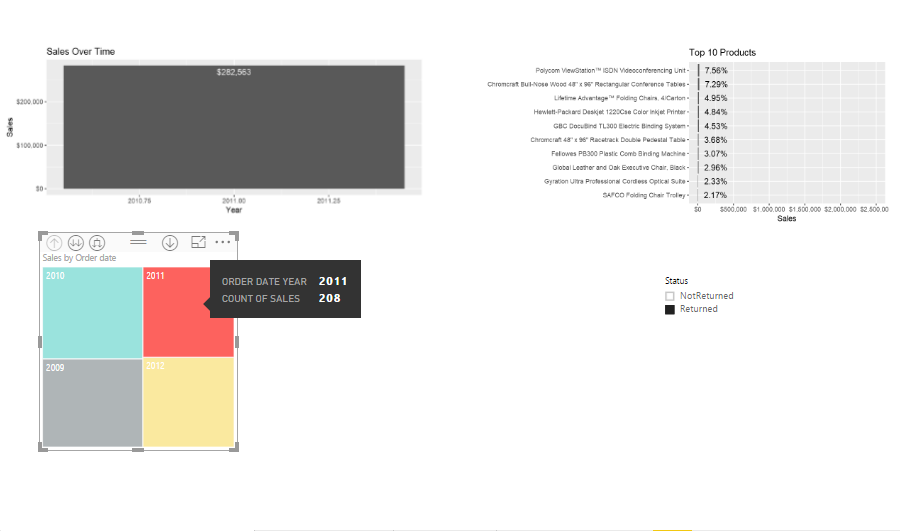 Sales Over Time
$282,563
$200,000
$100,000
$0
Sales
2010.75
2011.00
2011.25
Year
Top 10 Products
Polycom ViewStation™ ISDN Videoconferencing Unit 7.56%
Chromcraft Bull-Nose Wood 48" x 96" Rectangular Conference Tables 7.29%
Lifetime Advantage™ Folding Chairs, 4/Carton 4.95%
Hewlett-Packard Deskjet 1220Cse Color Inkjet Printer 4.84%
GBC DocuBind TL300 Electric Binding System 4.53%
Chromcraft 48" x 96" Racetrack Double Pedestal Table 3.68%
Fellowes PB300 Plastic Comb Binding Machine 3.07%
Global Leather and Oak Executive Chair, Black 2.96%
Gyration Ultra Professional Cordless Optical Suite 2.33%
SAFCO Folding Chair Trolley 2.17%
$0 $500,000 $1,000,000 $1,500,000 $2,000,000 $2,500,00
Sales
Sales by Order date
2010
2011
2009
2012
ORDER DATE YEAR 2011
COUNT OF SALES 208
Status
NotReturned
Returned